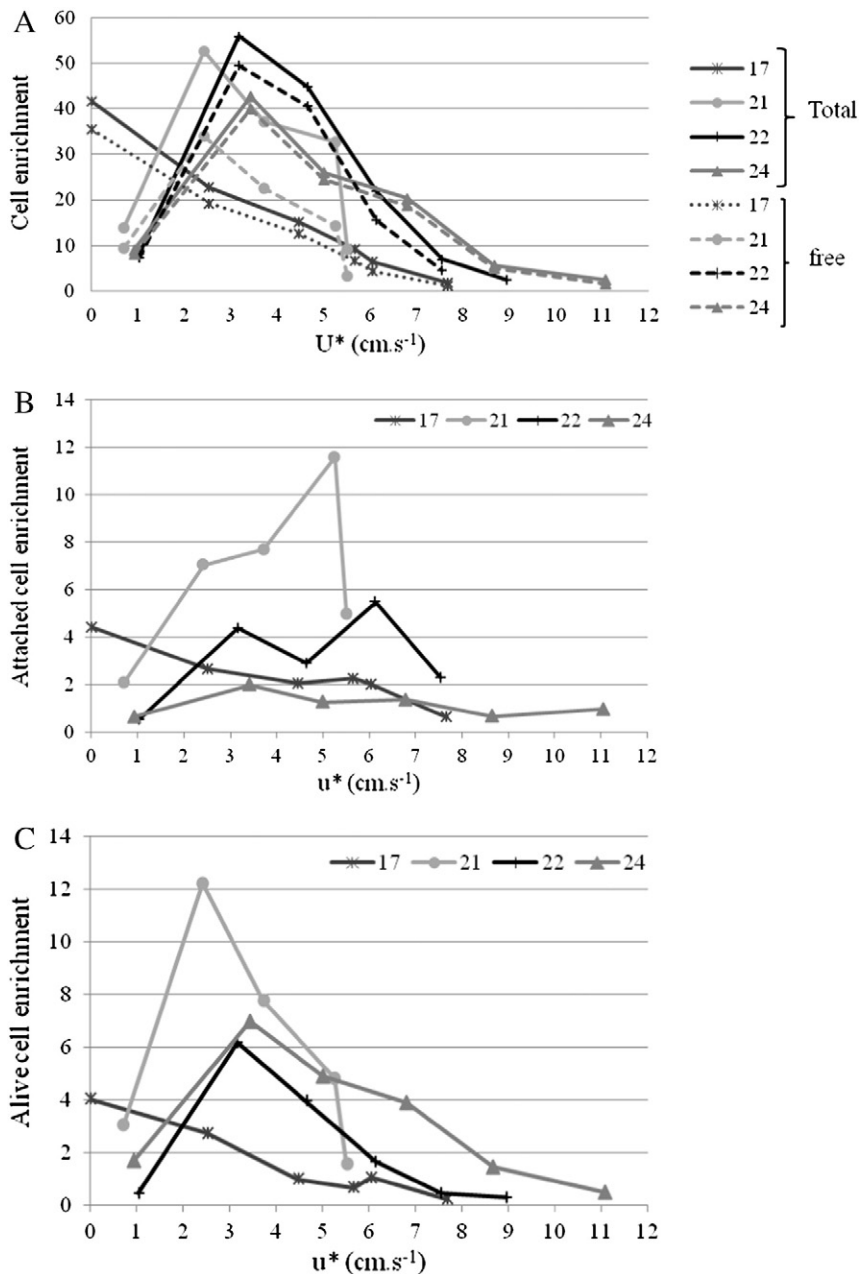 A
Cell enrichment
60
50
40
30
20
10
0
0 1 2 3 4 5 6 7 8 9 10 11 12
U* (cm.s-1)
17
21
22
24
Total
17
21
22
24
free
B
Attached cell enrichment
14
12
10
8
6
4
2
0
17 21 22 24
0 1 2 3 4 5 6 7 8 9 10 11 12
u* (cm.s-1)
C
Alive cell enrichment
14
12
10
8
6
4
2
0
17 21 22 24
0 1 2 3 4 5 6 7 8 9 10 11 12
u* (cm.s-1)